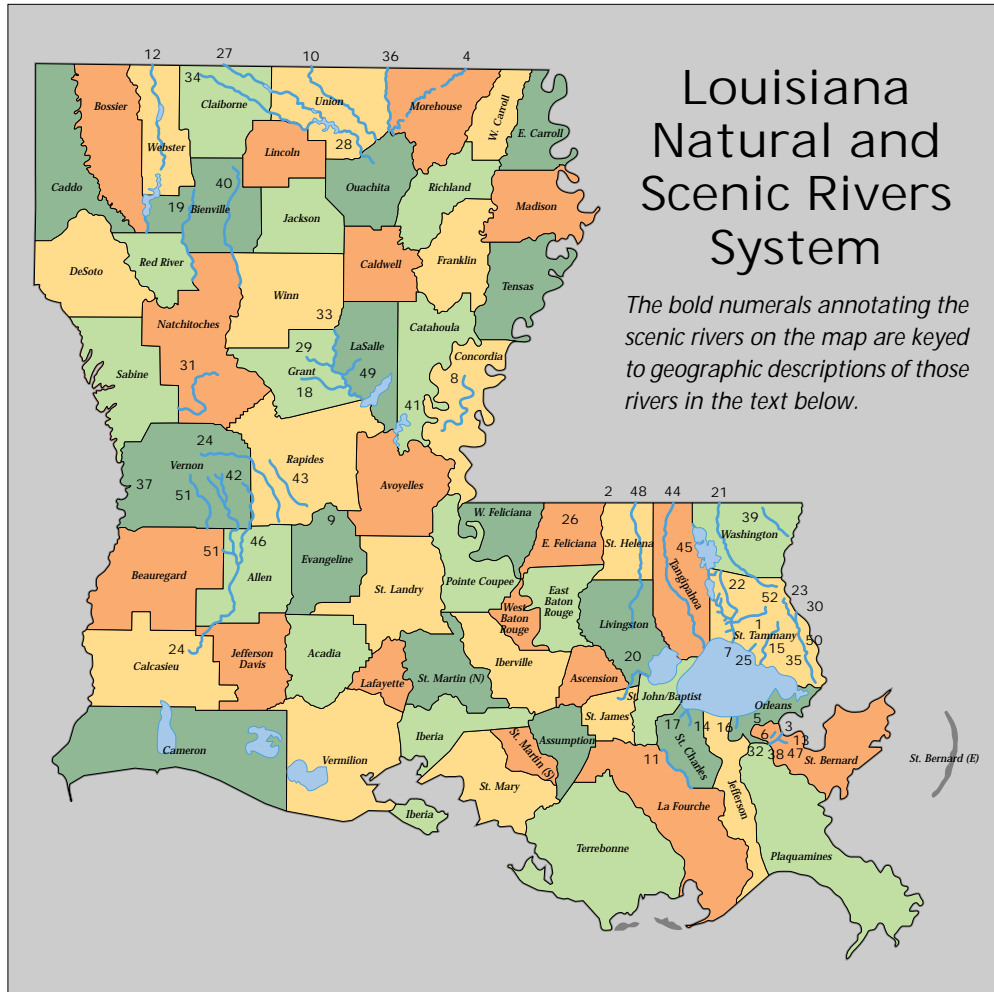 Louisiana
Natural and
Scenic Rivers
System
The bold numerals annotating the
scenic rivers on the map are keyed
to geographic descriptions of those
rivers in the text below.
12 27 10 36 4
34
Bossier Claiborne Union Morehouse W. Carroll E. Carroll
Webster Lincoln 28
Caddo 19 40 Bienville Jackson Ouachita Richland Madison
DeSoto Red River Caldwell Franklin Tensas
Winn
Natchitoches 33 Catahoula
Sabine 31 29 LaSalle Concordia
Grant 49 8
18 41
24
Vernon Rapides
37 51 42 43 Avoyelles
2 48 44 21
9 W. Feliciana 26 39
51 46 E. Feliciana St. Helena 45 Washington
Beauregard Allen Evangeline St. Landry Pointe Coupee East
Baton
Rouge
Tangipahoa 22 52 23
30
West
Baton
Rouge
Livingston 1
St. Tammany 50
24 7 25 15 35
Calcasieu Jefferson
Davis
Acadia Lafayette St. Martin (N) Iberville Ascension 20
St. John/Baptist
Orleans
St. James 17 14 16 5 3
6 13
Cameron Vermilion Iberia St. Martin (S) Assumption 11 St. Charles 32 38 47 St. Bernard St. Bernard (E)
St. Mary Jefferson
Iberia La Fourche
Terrebonne Plaquamines